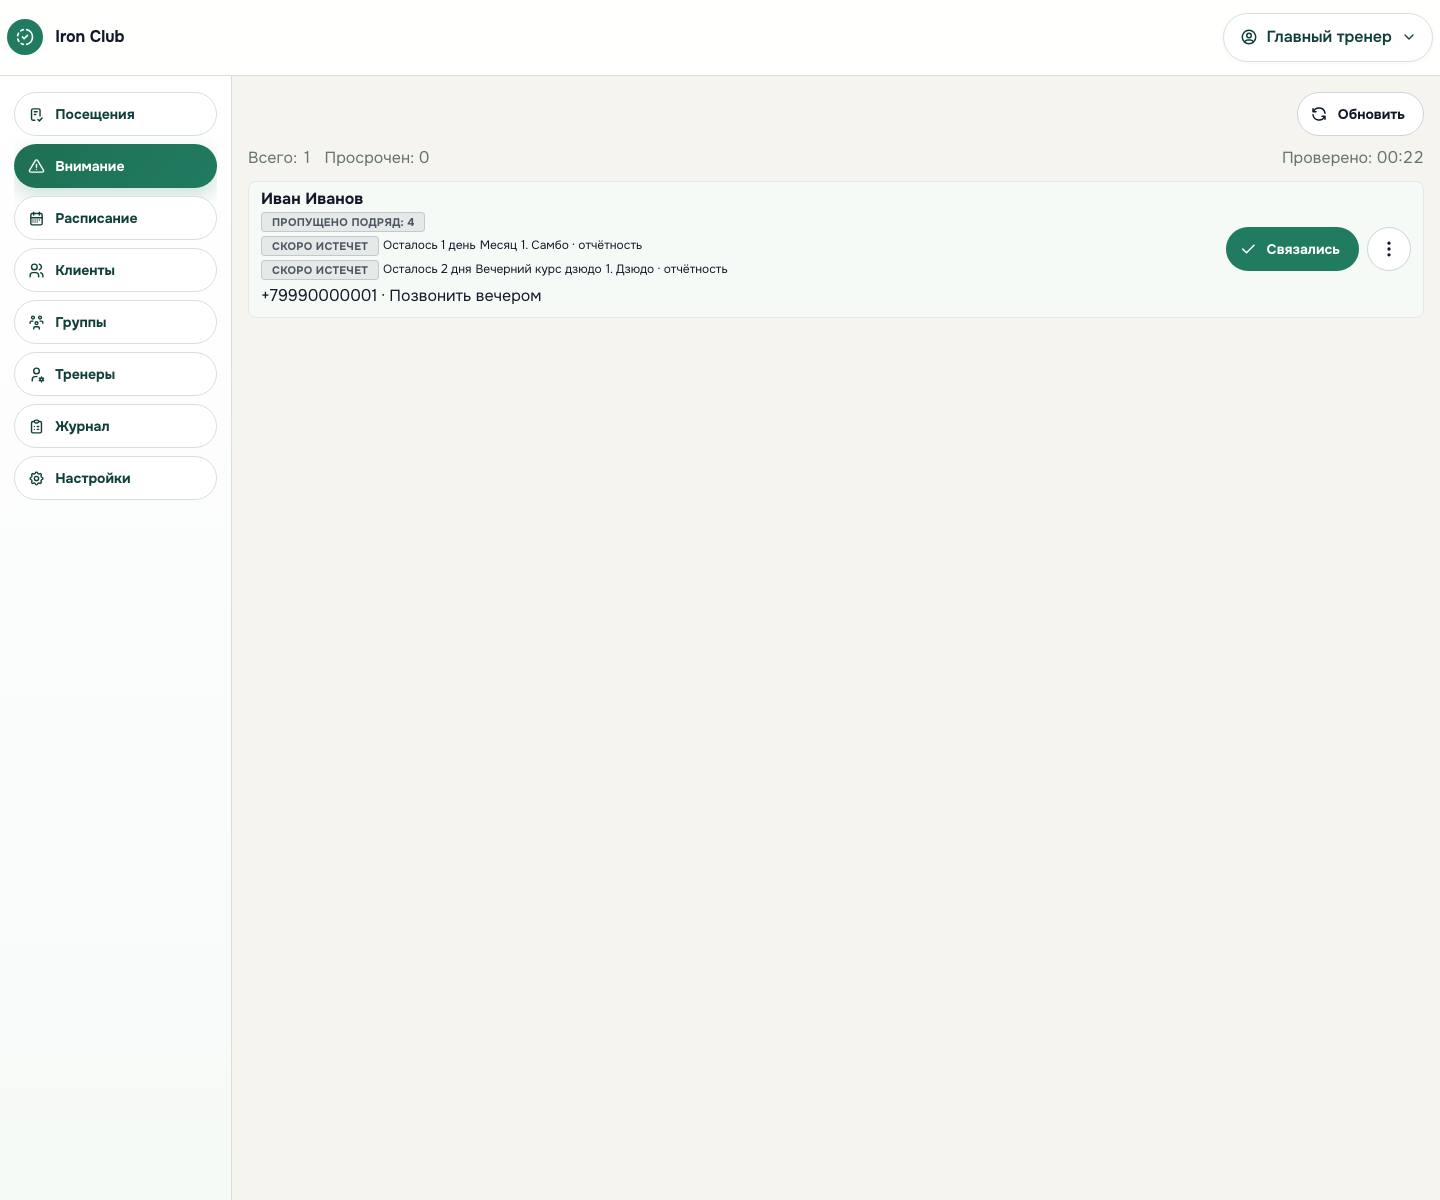 Iron Club
Главный тренер
Посещения
Внимание
Расписание
Клиенты
Группы
Тренеры
Журнал
Настройки
Обновить
Всего: 1 Просрочен: 0
Проверено: 00:22
Иван Иванов
ПРОПУЩЕНО ПОДРЯД: 4
СКОРО ИСТЕЧЕТ Осталось 1 день Месяц 1. Самбо · отчётность
СКОРО ИСТЕЧЕТ Осталось 2 дня Вечерний курс дзюдо 1. Дзюдо · отчётность
+79990000001 · Позвонить вечером
Связались